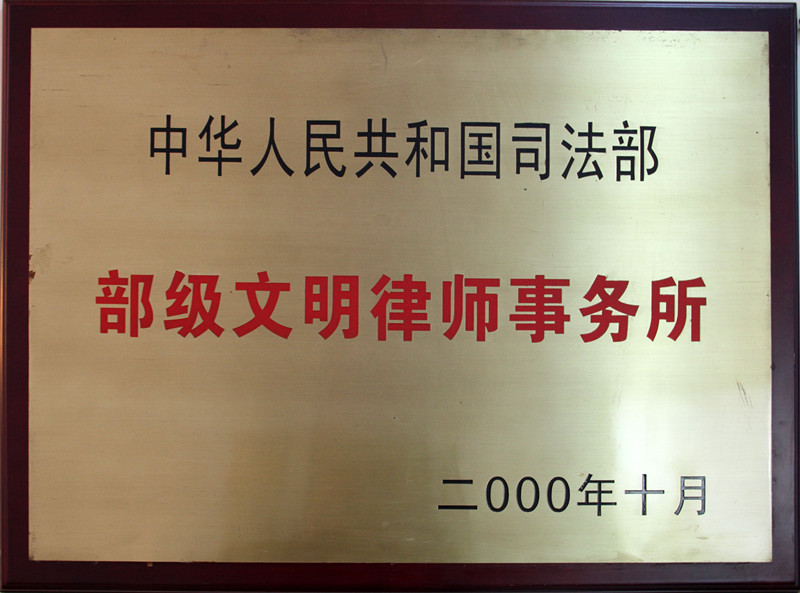 中华人民共和国司法部
部级文明律师事务所
二000年十月